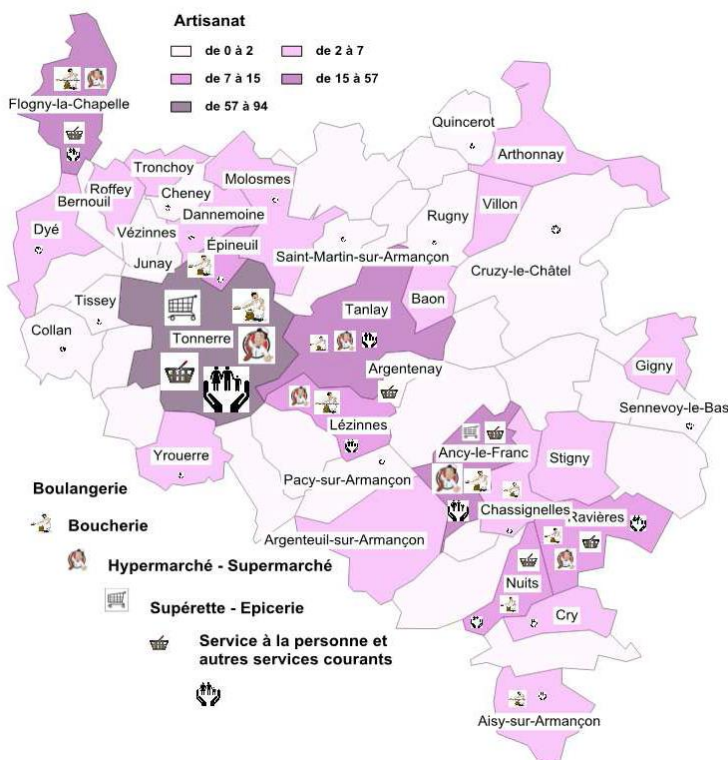 Artisanat
de 0 à 2 de 2 à 7
de 7 à 15 de 15 à 57
de 57 à 94
Flogny-la-Chapelle
Quincerot
Arthonnay
Tronchoy
Molosmes
Roffey
Cheney
Bernouil
Villon
Dannemoine
Rugny
Dyé
Vézinnes
Épineuil
Saint-Martin-sur-Armançon
Junay
Cruzy-le-Châtel
Tissey
Baon
Tanlay
Collan
Tonnerre
Argentenay
Gigny
Sennevoy-le-Bas
Lézinnes
Yrouerre
Ancy-le-Franc
Stigny
Pacy-sur-Armançon
Chassignelles
Ravières
Argenteuil-sur-Armançon
Nuits
Cry
Aisy-sur-Armançon
Boulangerie
Boucherie
Hypermarché - Supermarché
Supérette - Epicerie
Service à la personne et
autres services courants